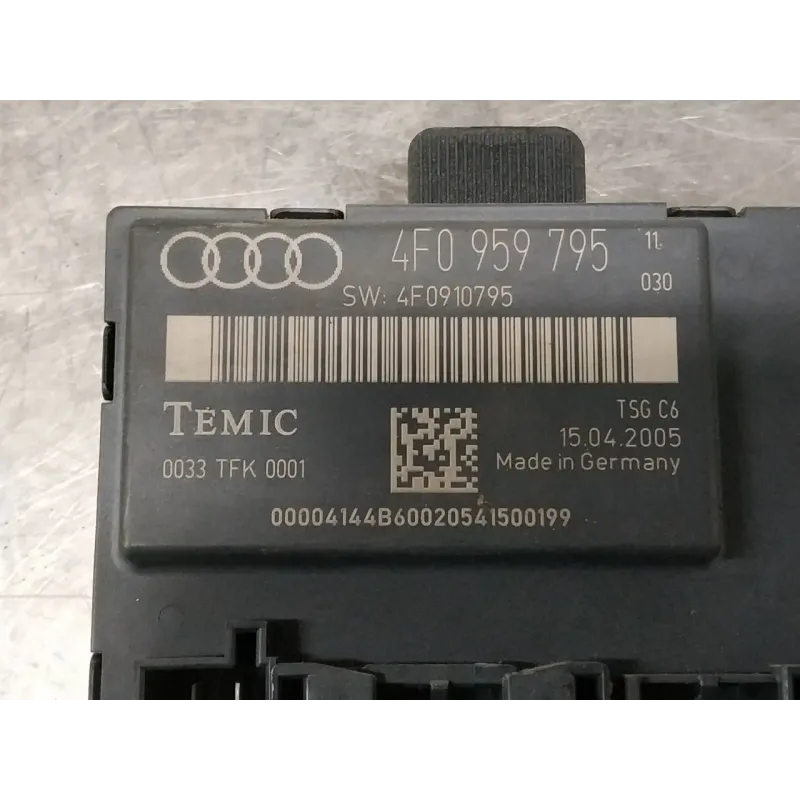 4F0 959 795 11
030
SW: 4F0910795
TEMIC
TSG C6
15.04.2005
0033 TFK 0001
Made in Germany
00004144B60020541500199